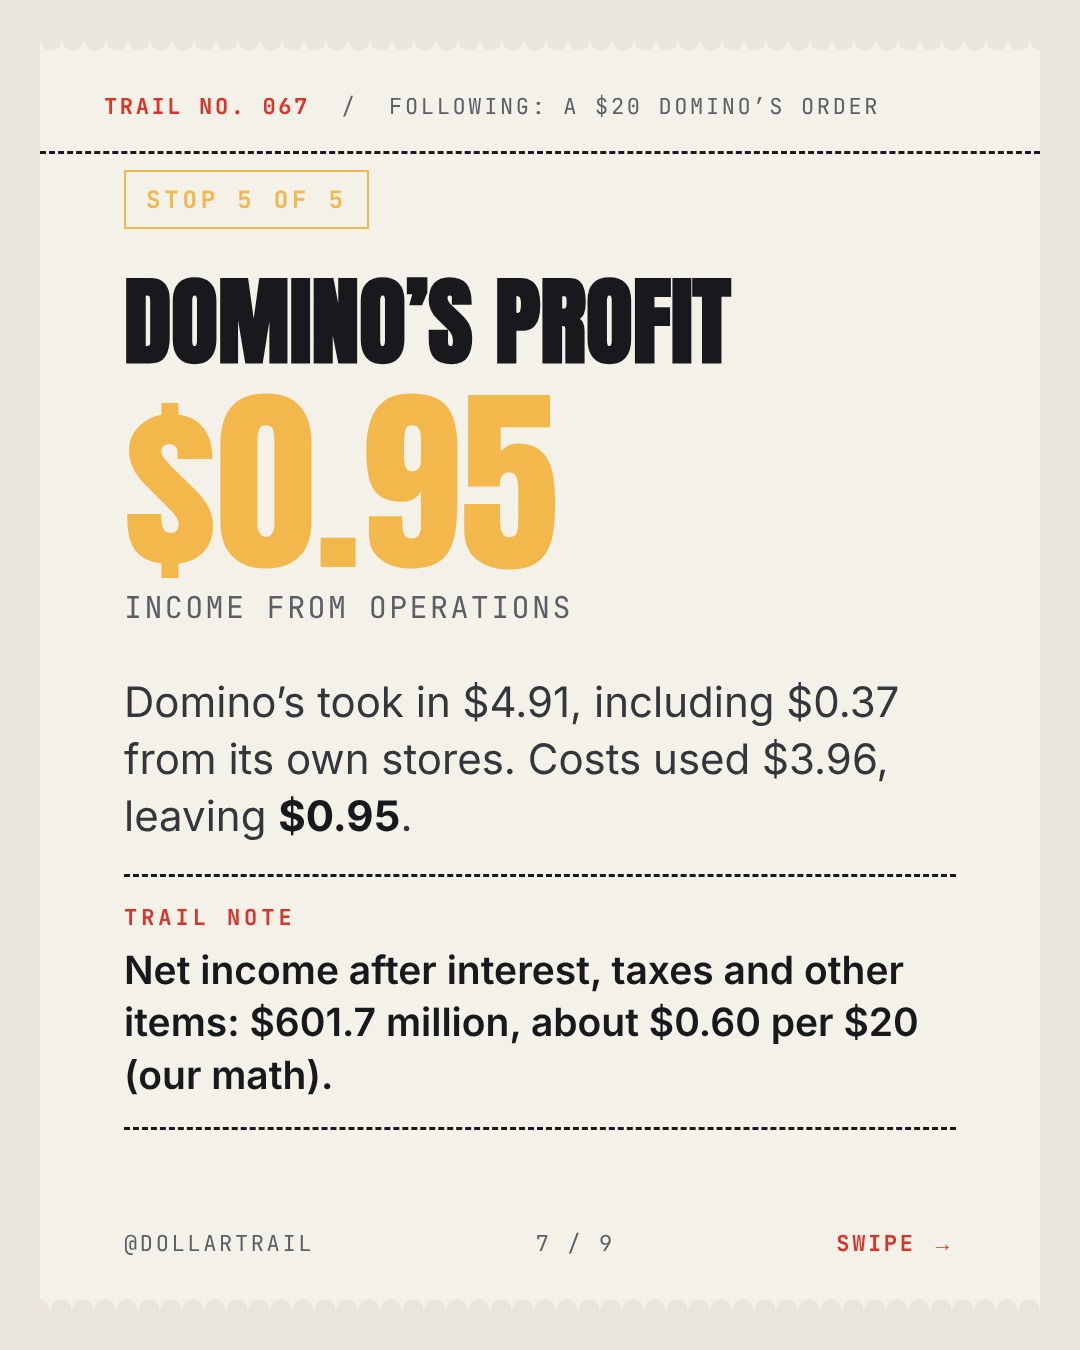 TRAIL NO. 067 / FOLLOWING: A $20 DOMINO’S ORDER
STOP 5 OF 5
DOMINO’S PROFIT
$0.95
INCOME FROM OPERATIONS
Domino’s took in $4.91, including $0.37
from its own stores. Costs used $3.96,
leaving $0.95.
TRAIL NOTE
Net income after interest, taxes and other
items: $601.7 million, about $0.60 per $20
(our math).
@DOLLARTRAIL 7 / 9 SWIPE →